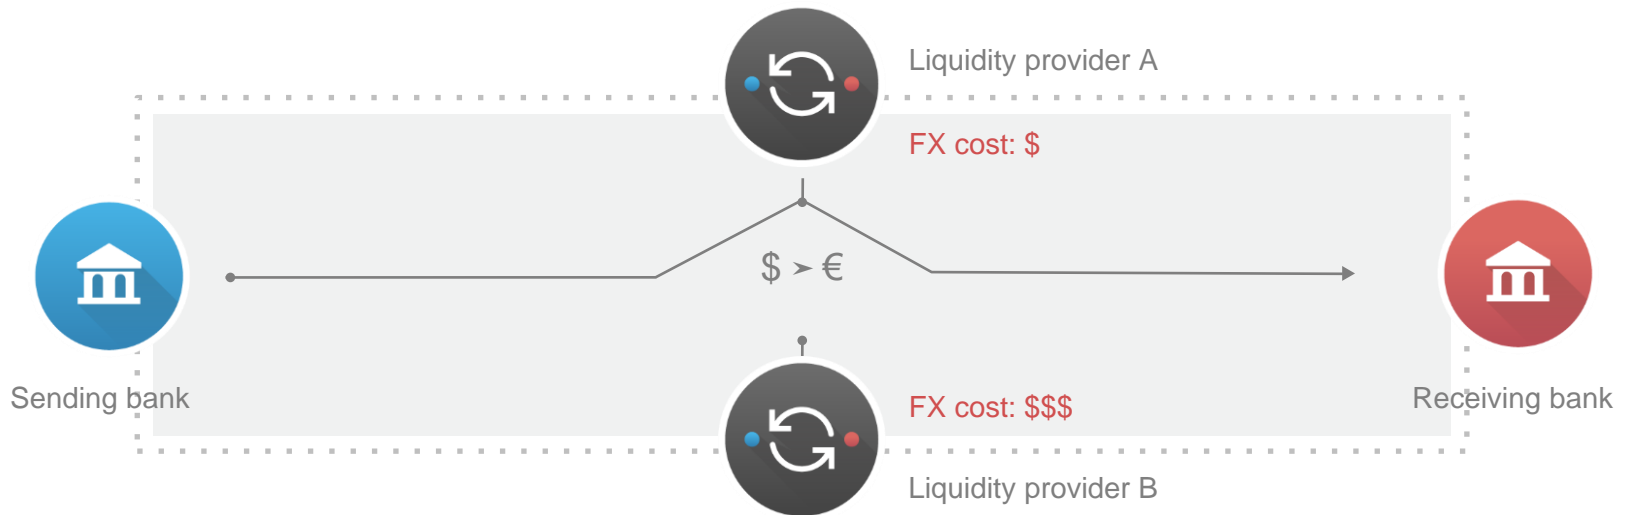 Liquidity provider A
FX cost: $
$ ➢ €
Sending bank
Receiving bank
FX cost: $$$
Liquidity provider B